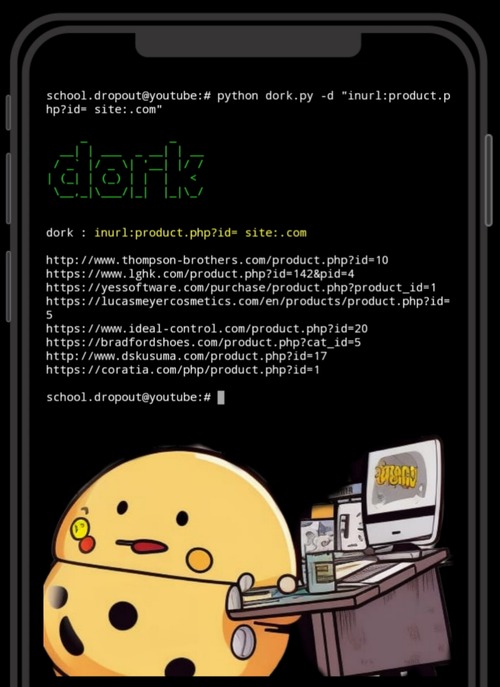 school.dropout@youtube:# python dork.py -d "inurl:product.p
hp?id= site:.com"
dork
dork : inurl:product.php?id= site:.com
http://www.thompson-brothers.com/product.php?id=10
https://www.lghk.com/product.php?id=142&pid=4
https://yessoftware.com/purchase/product.php?product_id=1
https://lucasmeyercosmetics.com/en/products/product.php?id=
5
https://www.ideal-control.com/product.php?id=20
https://bradfordshoes.com/product.php?cat_id=5
http://www.dskusuma.com/product.php?id=17
https://coratia.com/php/product.php?id=1
school.dropout@youtube:#